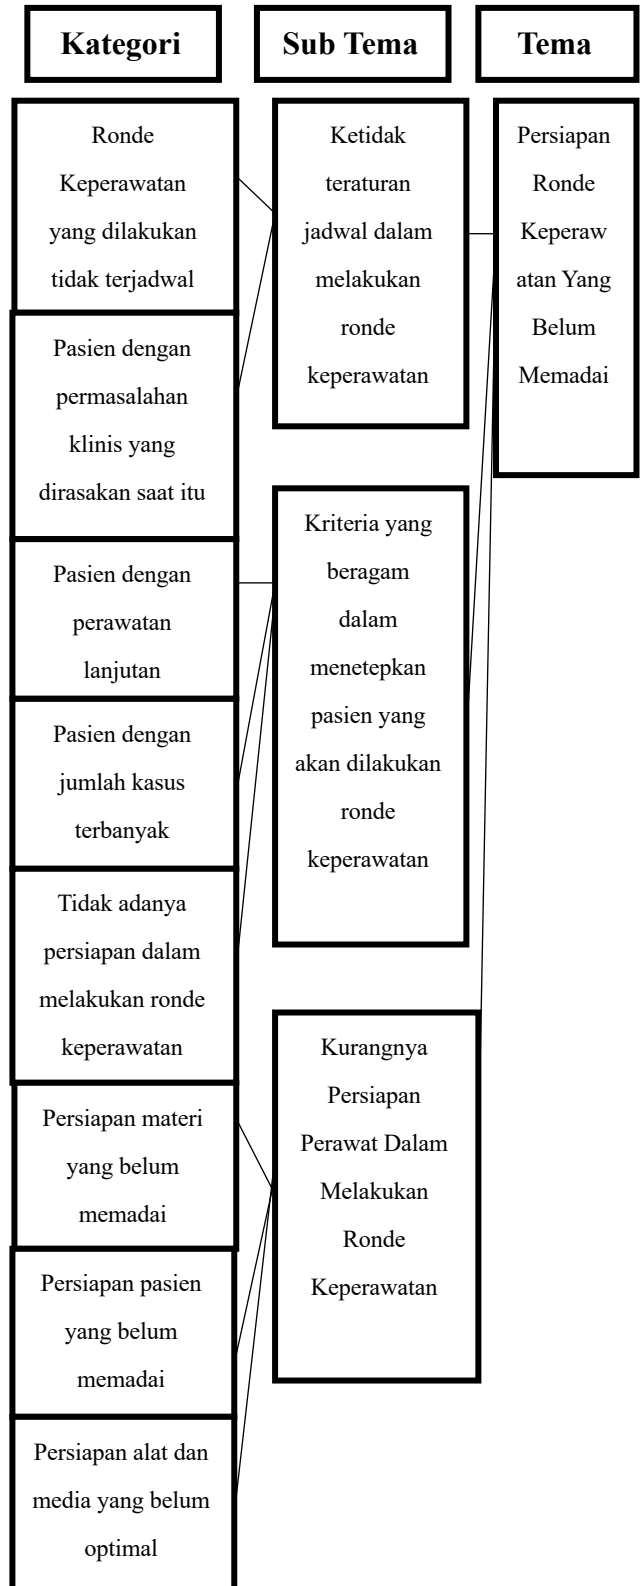 Kategori
Sub Tema
Tema
Ronde
Keperawatan
yang dilakukan
tidak terjadwal
Pasien dengan
permasalahan
klinis yang
dirasakan saat itu
Pasien dengan
perawatan
lanjutan
Pasien dengan
jumlah kasus
terbanyak
Tidak adanya
persiapan dalam
melakukan ronde
keperawatan
Persiapan materi
yang belum
memadai
Persiapan pasien
yang belum
memadai
Persiapan alat dan
media yang belum
optimal
Ketidak
teraturan
jadwal dalam
melakukan
ronde
keperawatan
Kriteria yang
beragam
dalam
menetepkan
pasien yang
akan dilakukan
ronde
keperawatan
Kurangnya
Persiapan
Perawat Dalam
Melakukan
Ronde
Keperawatan
Persiapan
Ronde
Keperaw
atan Yang
Belum
Memadai